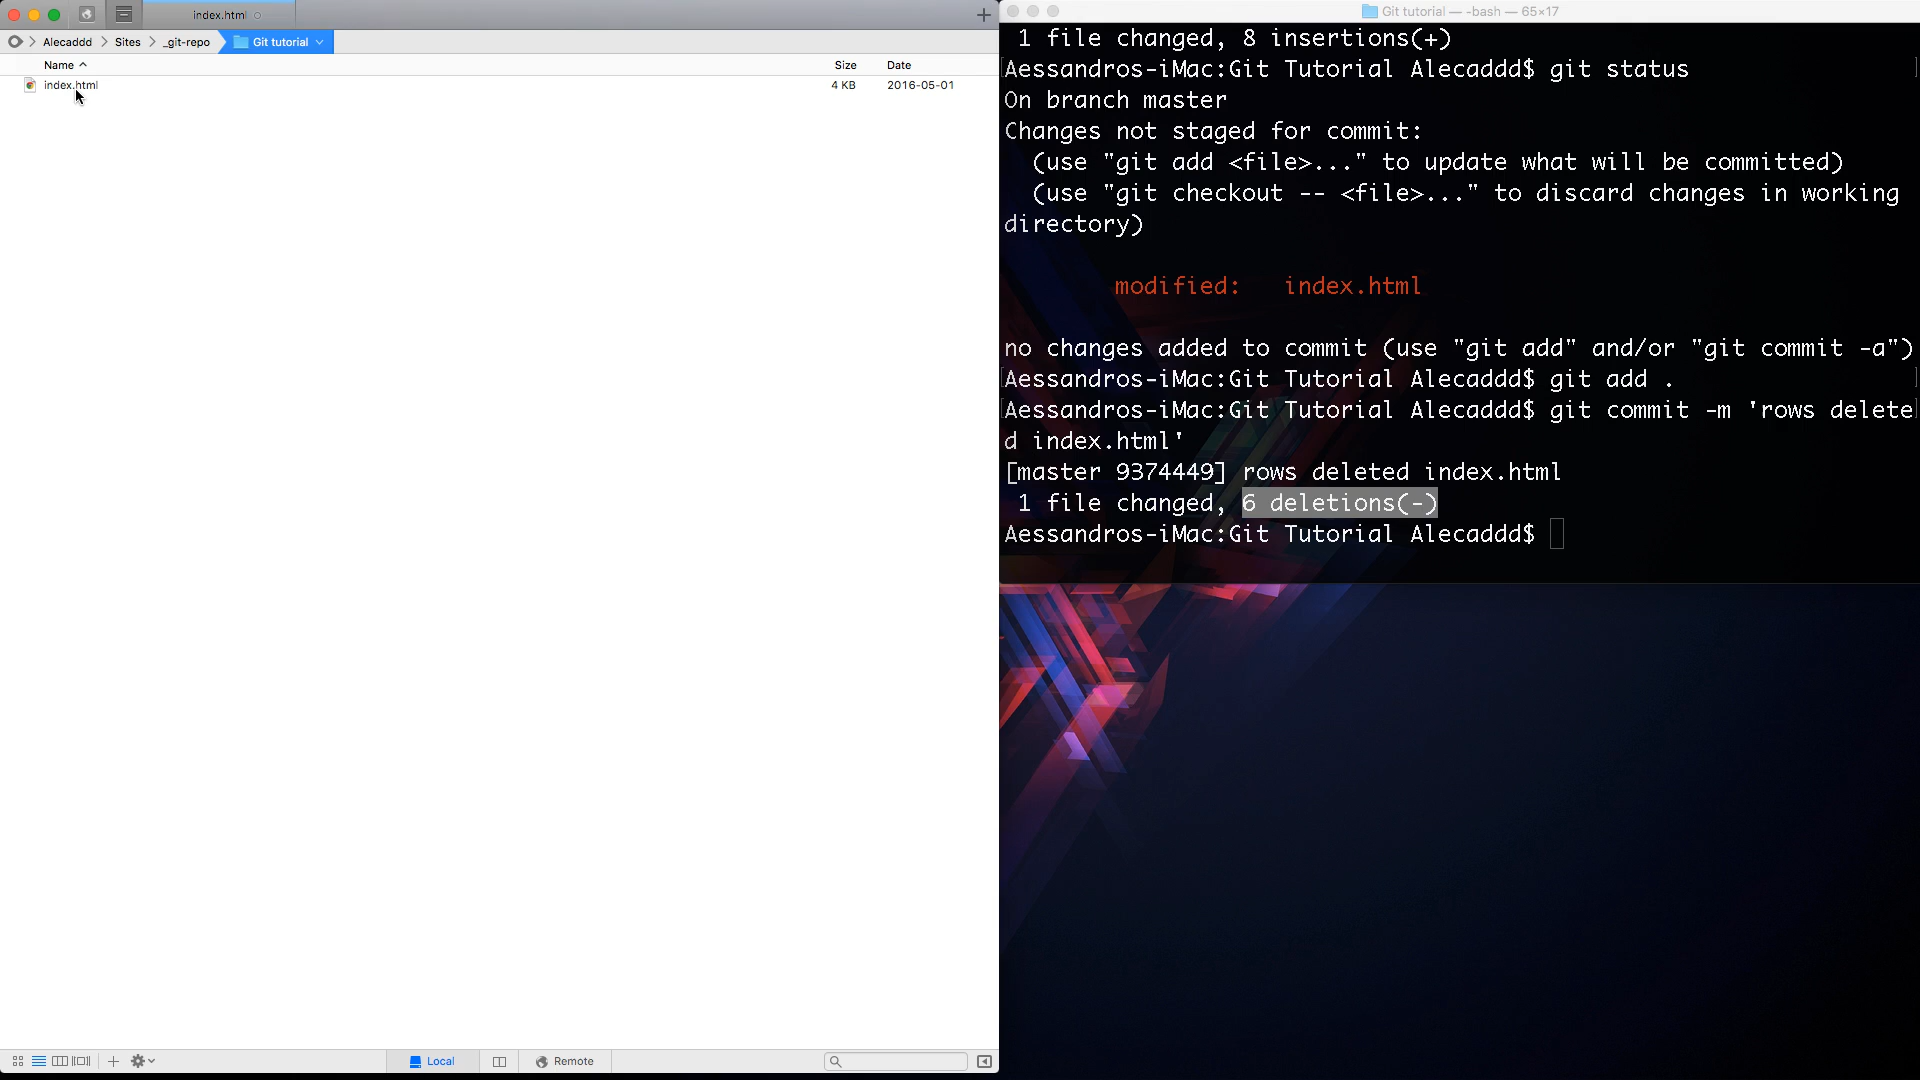 index.html
Alecaddd
Sites
_git-repo
Git tutorial
Name
Size
Date
index.html
4 KB
2016-05-01
Local
Remote
Git tutorial — -bash — 65×17
1 file changed, 8 insertions(+)
Aessandros-iMac:Git Tutorial Alecaddd$ git status
On branch master
Changes not staged for commit:
(use "git add <file>..." to update what will be committed)
(use "git checkout -- <file>..." to discard changes in working
directory)
modified:   index.html
no changes added to commit (use "git add" and/or "git commit -a")
Aessandros-iMac:Git Tutorial Alecaddd$ git add .
Aessandros-iMac:Git Tutorial Alecaddd$ git commit -m 'rows delete
d index.html'
[master 9374449] rows deleted index.html
1 file changed, 6 deletions(-)
Aessandros-iMac:Git Tutorial Alecaddd$